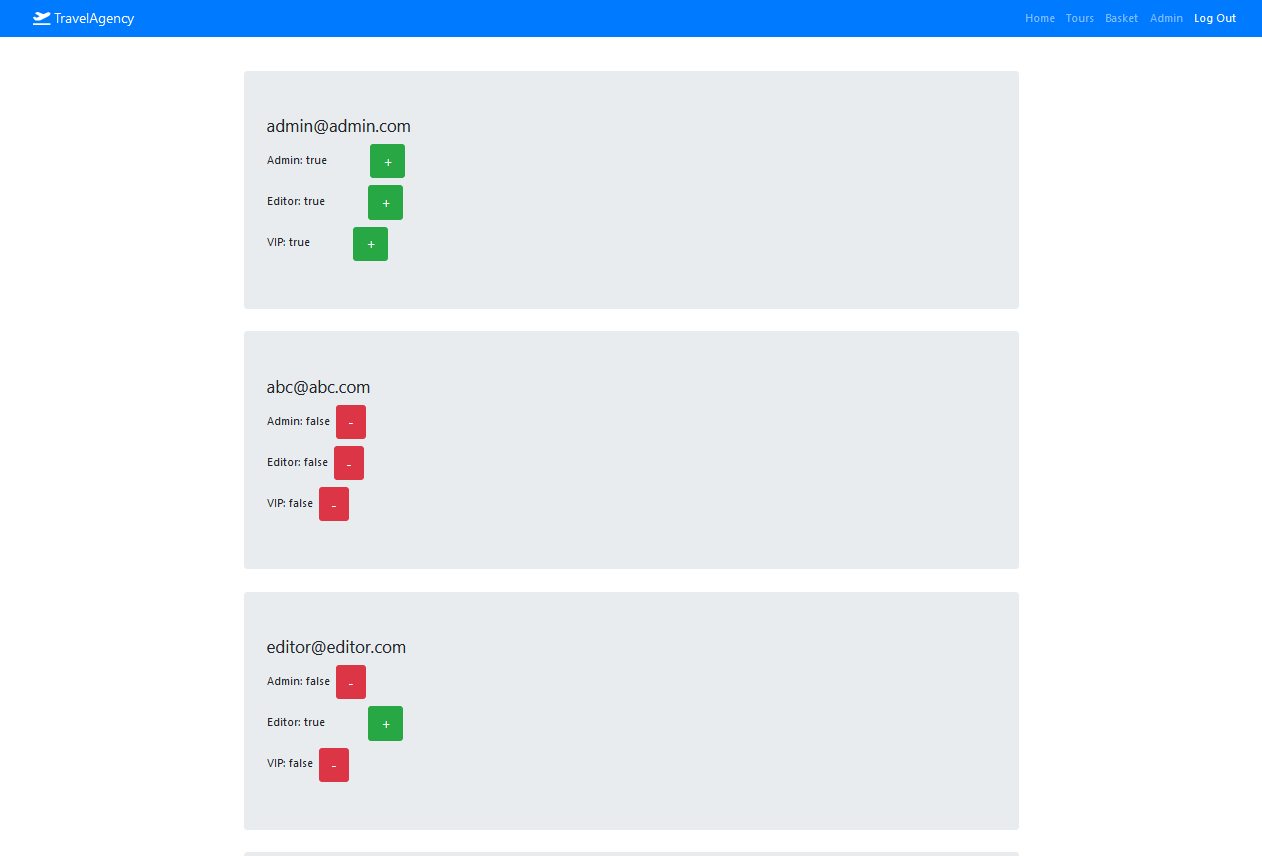 TravelAgency Home Tours Basket Admin Log Out
admin@admin.com
Admin: true +
Editor: true +
VIP: true +
abc@abc.com
Admin: false -
Editor: false -
VIP: false -
editor@editor.com
Admin: false -
Editor: true +
VIP: false -